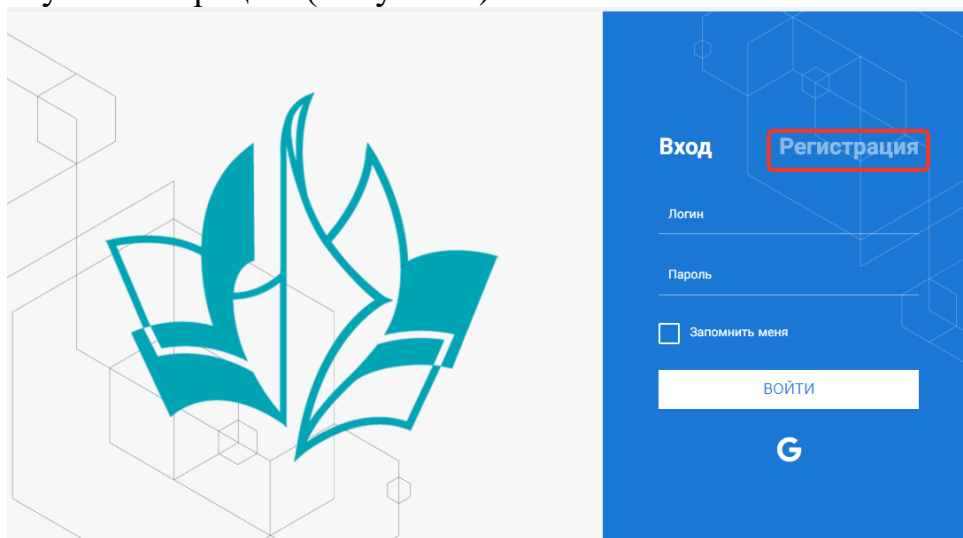 Вход Регистрация
Логин
Пароль
Запомнить меня
ВОЙТИ
G